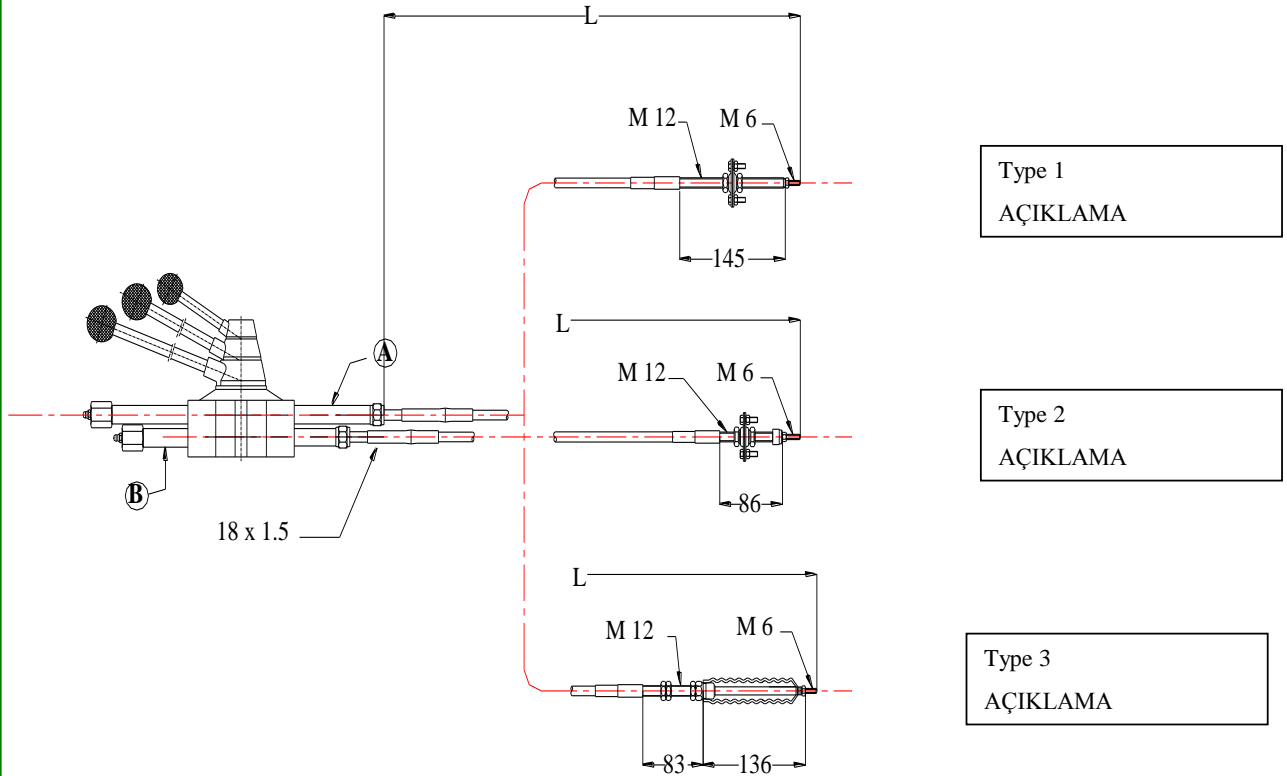 L
M 12
M 6
Type 1
AÇIKLAMA
145
L
A
M 12
M 6
Type 2
AÇIKLAMA
B
86
18 x 1.5
L
M 12
M 6
Type 3
AÇIKLAMA
83
136